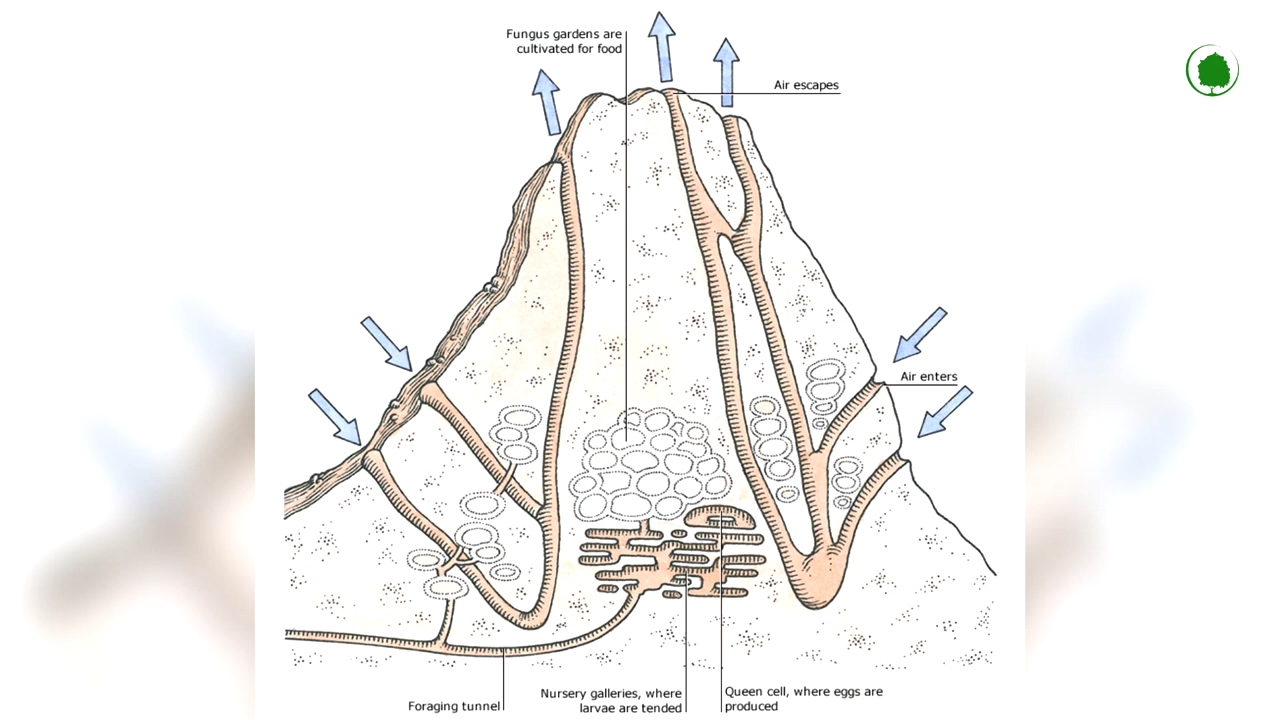 Fungus gardens are
cultivated for food
Air escapes
Air enters
Foraging tunnel
Nursery galleries, where
larvae are tended
Queen cell, where eggs are
produced